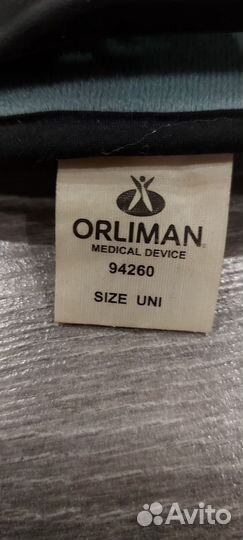 ORLIMAN
MEDICAL DEVICE
94260
SIZE UNI
Avito